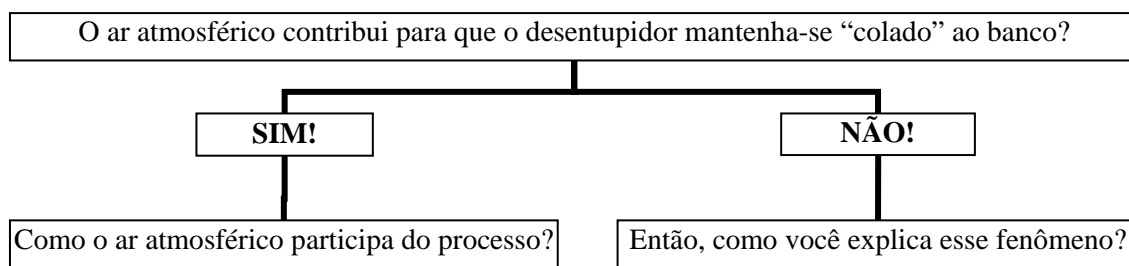 O ar atmosférico contribui para que o desentupidor mantenha-se “colado” ao banco?
SIM!
NÃO!
Como o ar atmosférico participa do processo?
Então, como você explica esse fenômeno?